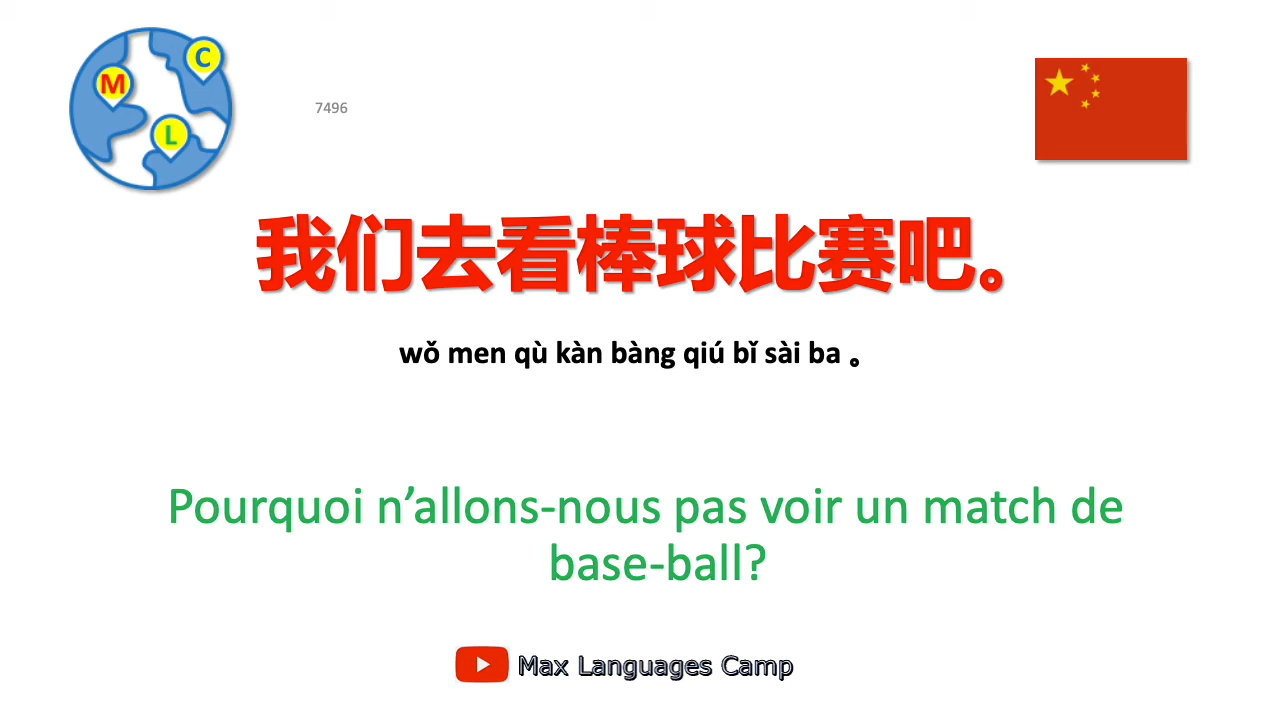 C
M
L
7496
我们去看棒球比赛吧。
wǒ men qù kàn bàng qiú bǐ sài ba 。
Pourquoi n’allons-nous pas voir un match de
base-ball?
Max Languages Camp